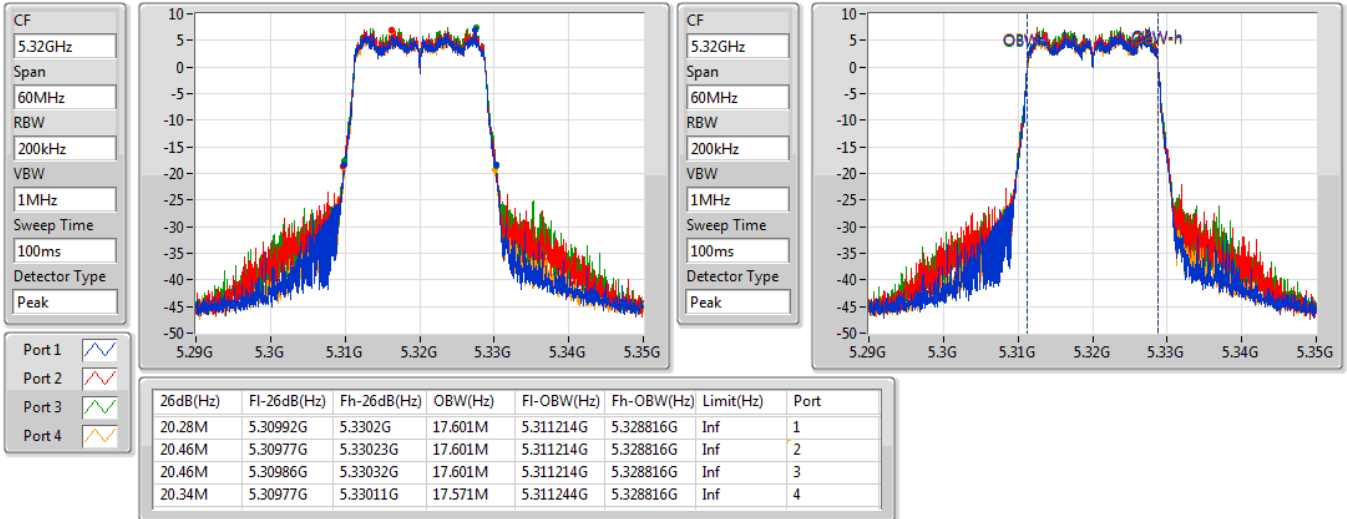 CF
5.32GHz
Span
60MHz
RBW
200kHz
VBW
1MHz
Sweep Time
100ms
Detector Type
Peak
10
5
0
-5
-10
-15
-20
-25
-30
-35
-40
-45
-50
5.29G 5.3G 5.31G 5.32G 5.33G 5.34G 5.35G
CF
5.32GHz
Span
60MHz
RBW
200kHz
VBW
1MHz
Sweep Time
100ms
Detector Type
Peak
10
5
0
-5
-10
-15
-20
-25
-30
-35
-40
-45
-50
OBW-h
5.29G 5.3G 5.31G 5.32G 5.33G 5.34G 5.35G
Port 1
Port 2
Port 3
Port 4
26dB(Hz) Fl-26dB(Hz) Fh-26dB(Hz) OBW(Hz) Fl-OBW(Hz) Fh-OBW(Hz) Limit(Hz) Port
20.28M 5.30992G 5.3302G 17.601M 5.311214G 5.328816G Inf 1
20.46M 5.30977G 5.33023G 17.601M 5.311214G 5.328816G Inf 2
20.46M 5.30986G 5.33032G 17.601M 5.311214G 5.328816G Inf 3
20.34M 5.30977G 5.33011G 17.571M 5.311244G 5.328816G Inf 4